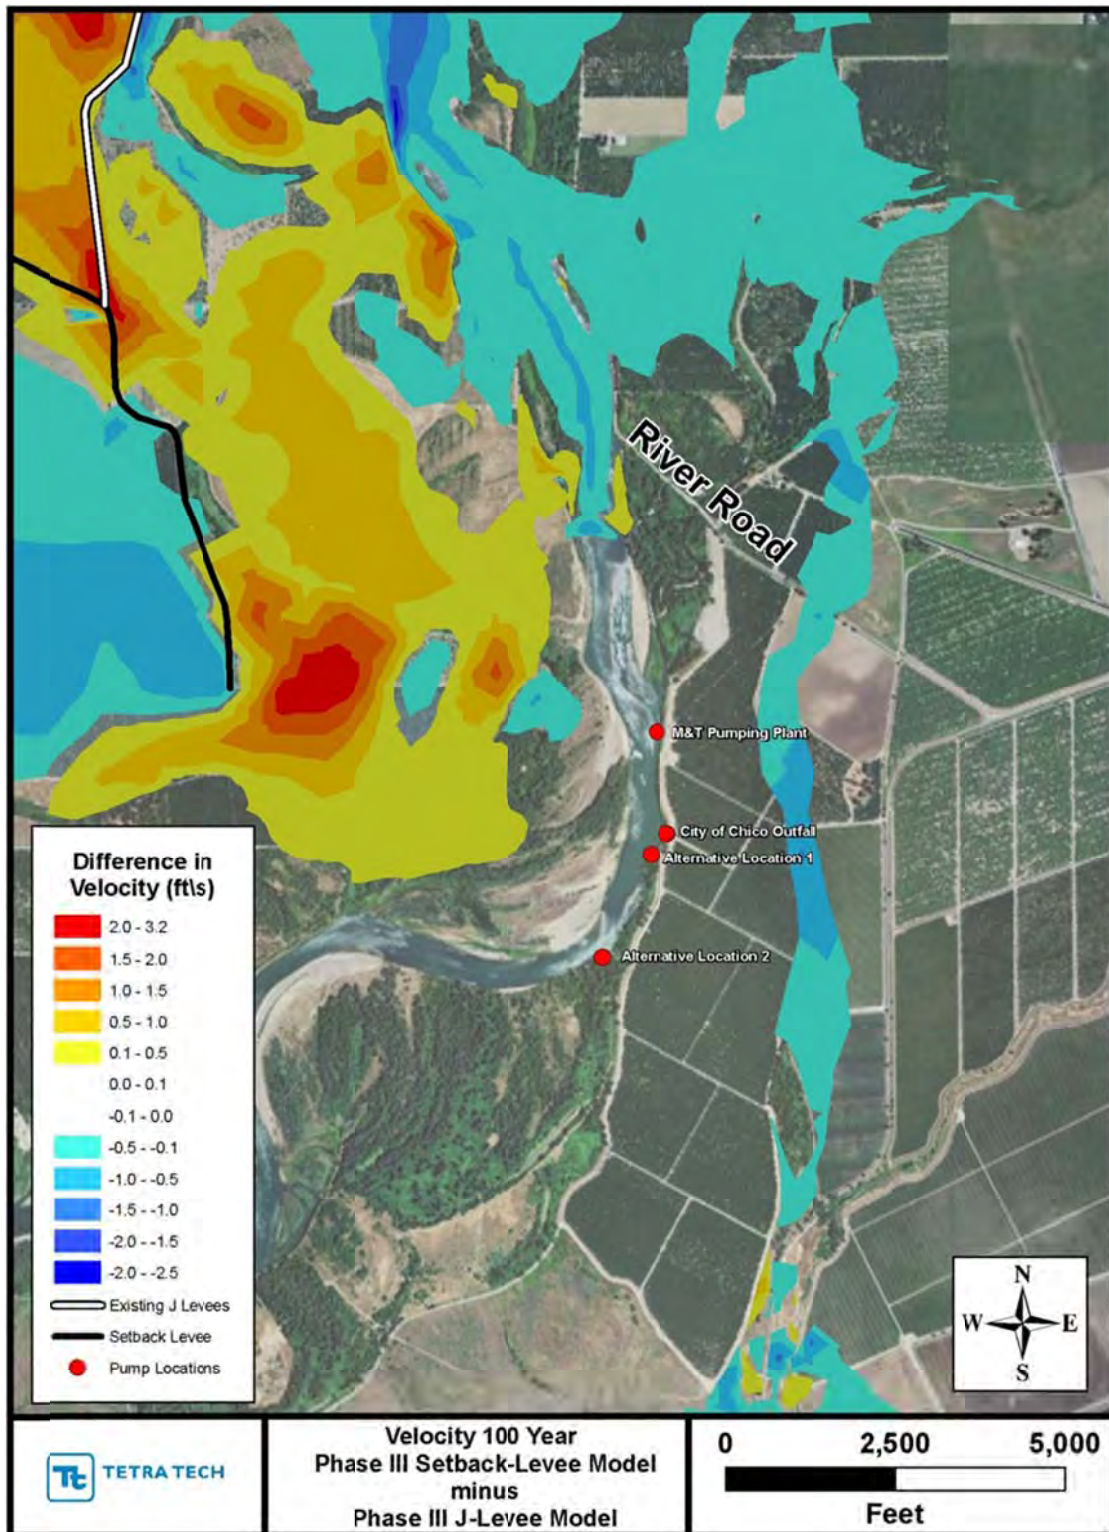 River Road
M&T Pumping Plant
City of Chico Outfall
Alternative Location 1
Alternative Location 2
Difference in
Velocity (ft\s)
2.0 - 3.2
1.5 - 2.0
1.0 - 1.5
0.5 - 1.0
0.1 - 0.5
0.0 - 0.1
-0.1 - 0.0
-0.5 - -0.1
-1.0 - -0.5
-1.5 - -1.0
-2.0 - -1.5
-2.0 - -2.5
Existing J Levees
Setback Levee
Pump Locations
N
W E
S
Tt TETRA TECH
Velocity 100 Year
Phase III Setback-Levee Model
minus
Phase III J-Levee Model
0 2,500 5,000
Feet